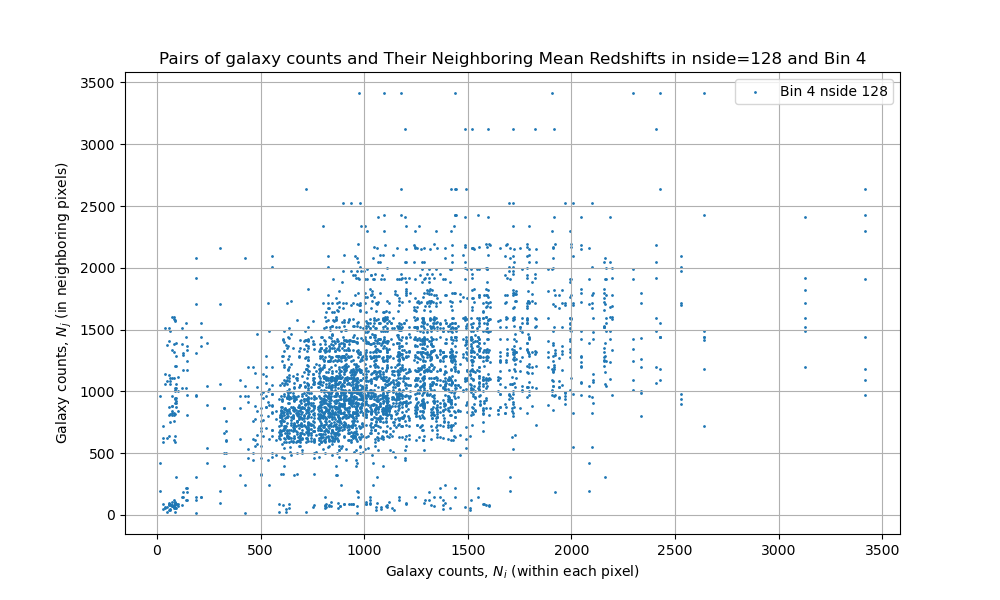 Pairs of galaxy counts and Their Neighboring Mean Redshifts in nside=128 and Bin 4
Bin 4 nside 128
Galaxy counts, $N_j$ (in neighboring pixels)
3500
3000
2500
2000
1500
1000
500
0
0 500 1000 1500 2000 2500 3000 3500
Galaxy counts, $N_i$ (within each pixel)